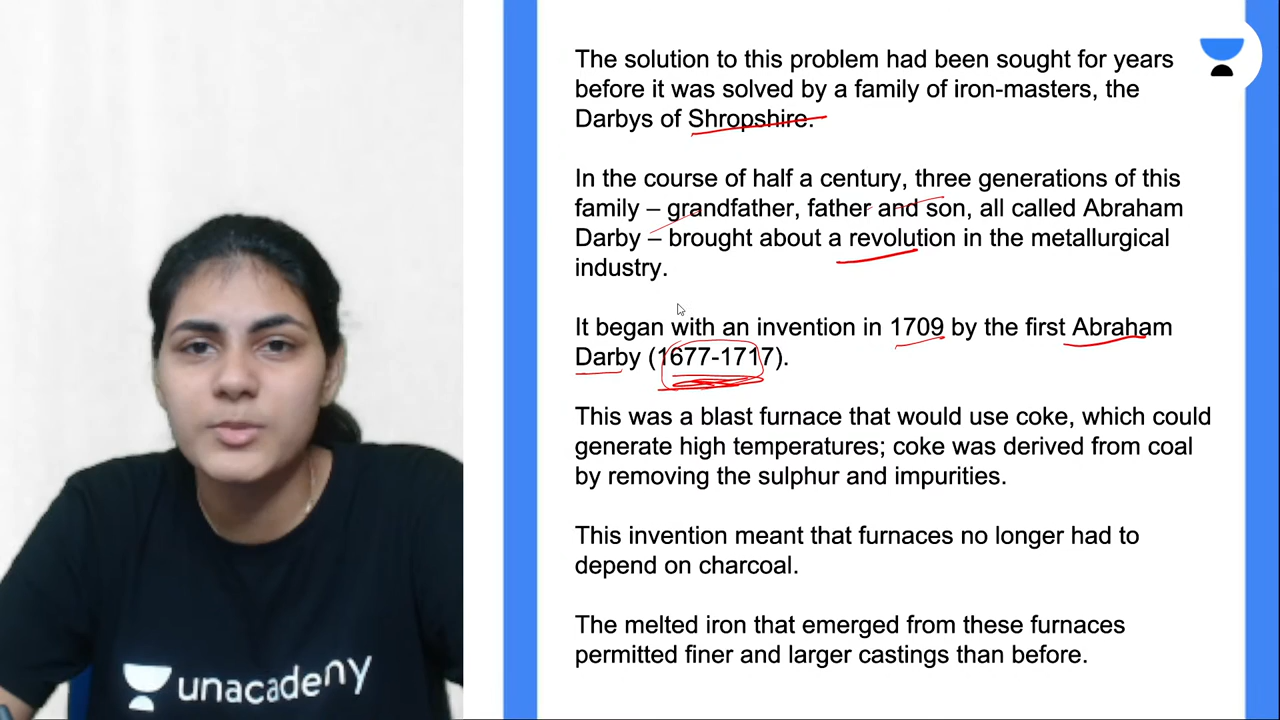 The solution to this problem had been sought for years
before it was solved by a family of iron-masters, the
Darbys of Shropshire.
In the course of half a century, three generations of this
family – grandfather, father and son, all called Abraham
Darby – brought about a revolution in the metallurgical
industry.
It began with an invention in 1709 by the first Abraham
Darby (1677-1717).
This was a blast furnace that would use coke, which could
generate high temperatures; coke was derived from coal
by removing the sulphur and impurities.
This invention meant that furnaces no longer had to
depend on charcoal.
The melted iron that emerged from these furnaces
permitted finer and larger castings than before.
unacademy